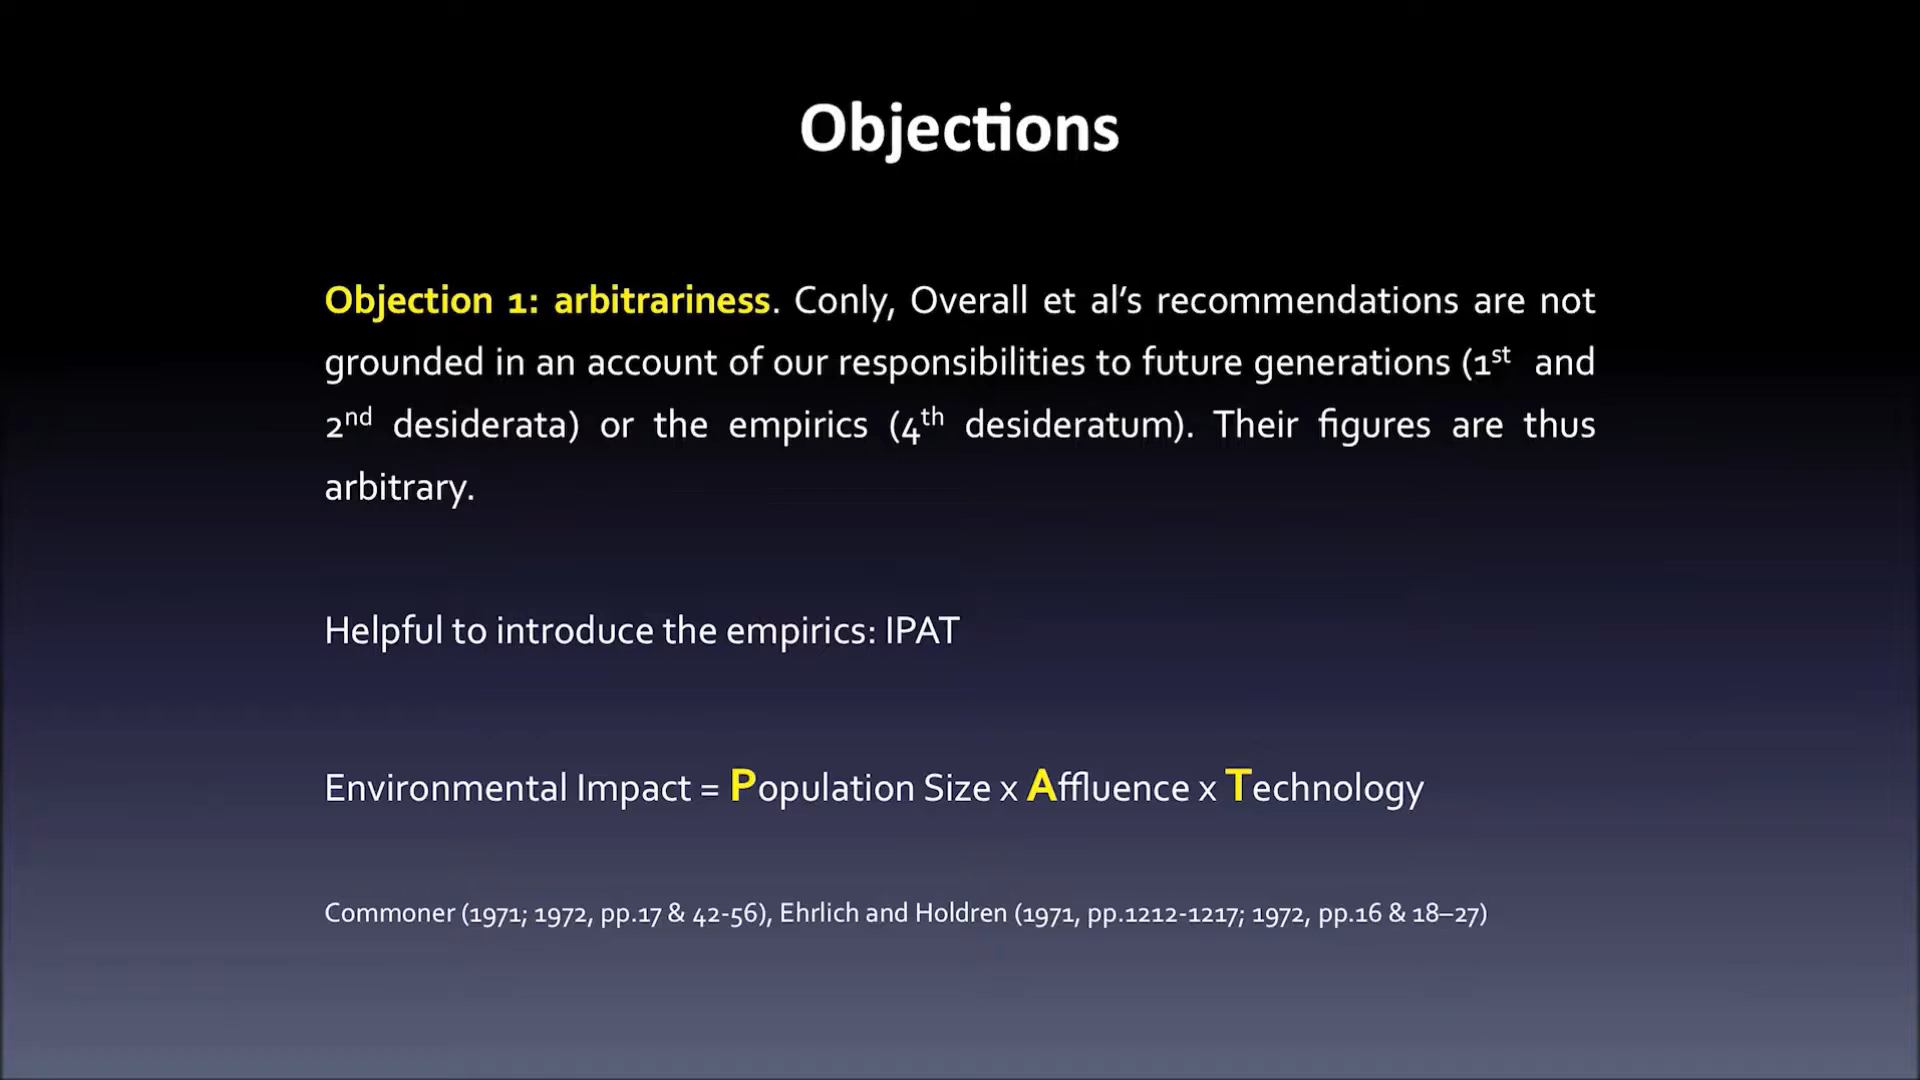 Objections
Objection 1: arbitrariness. Conly, Overall et al’s recommendations are not
grounded in an account of our responsibilities to future generations (1st and
2nd desiderata) or the empirics (4th desideratum). Their figures are thus
arbitrary.
Helpful to introduce the empirics: IPAT
Environmental Impact = Population Size x Affluence x Technology
Commoner (1971; 1972, pp.17 & 42-56), Ehrlich and Holdren (1971, pp.1212-1217; 1972, pp.16 & 18–27)